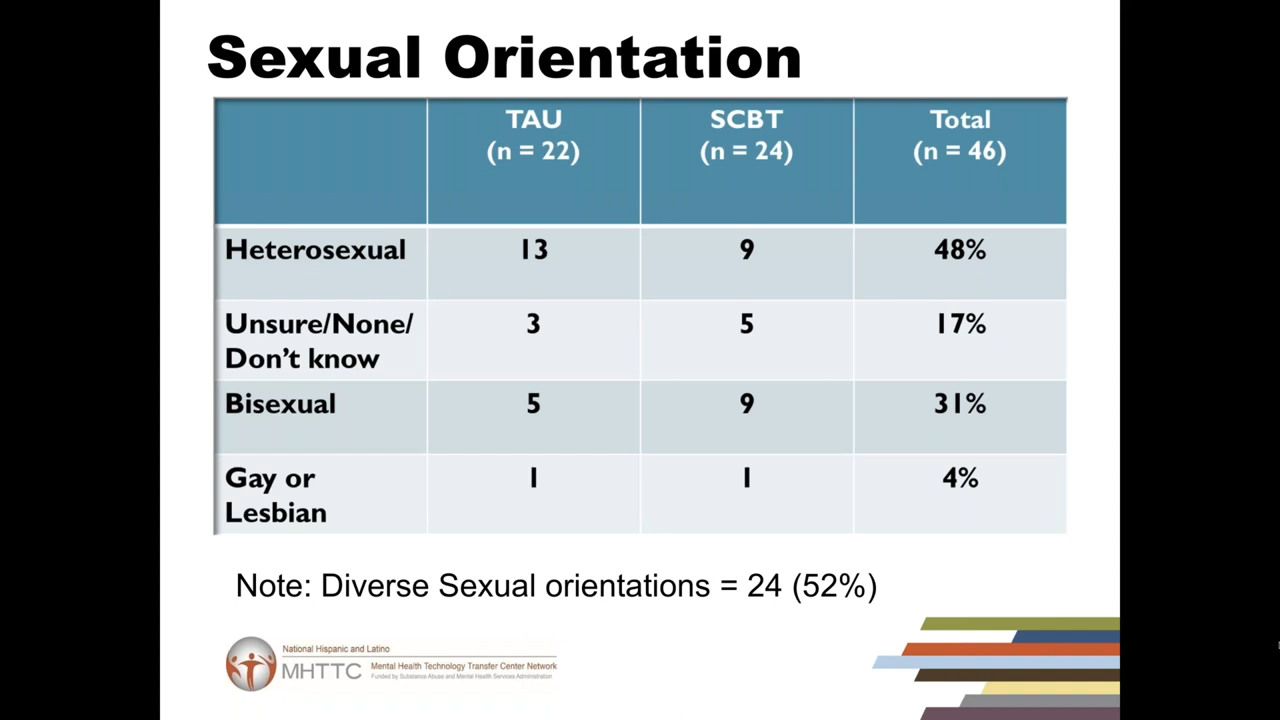 Sexual Orientation
TAU SCBT Total
(n = 22) (n = 24) (n = 46)
Heterosexual 13 9 48%
Unsure/None/ 3 5 17%
Don't know
Bisexual 5 9 31%
Gay or 1 1 4%
Lesbian
Note: Diverse Sexual orientations = 24 (52%)
National Hispanic and Latino
MHTTC Mental Health Technology Transfer Center Network
Funded by Substance Abuse and Mental Health Services Administration